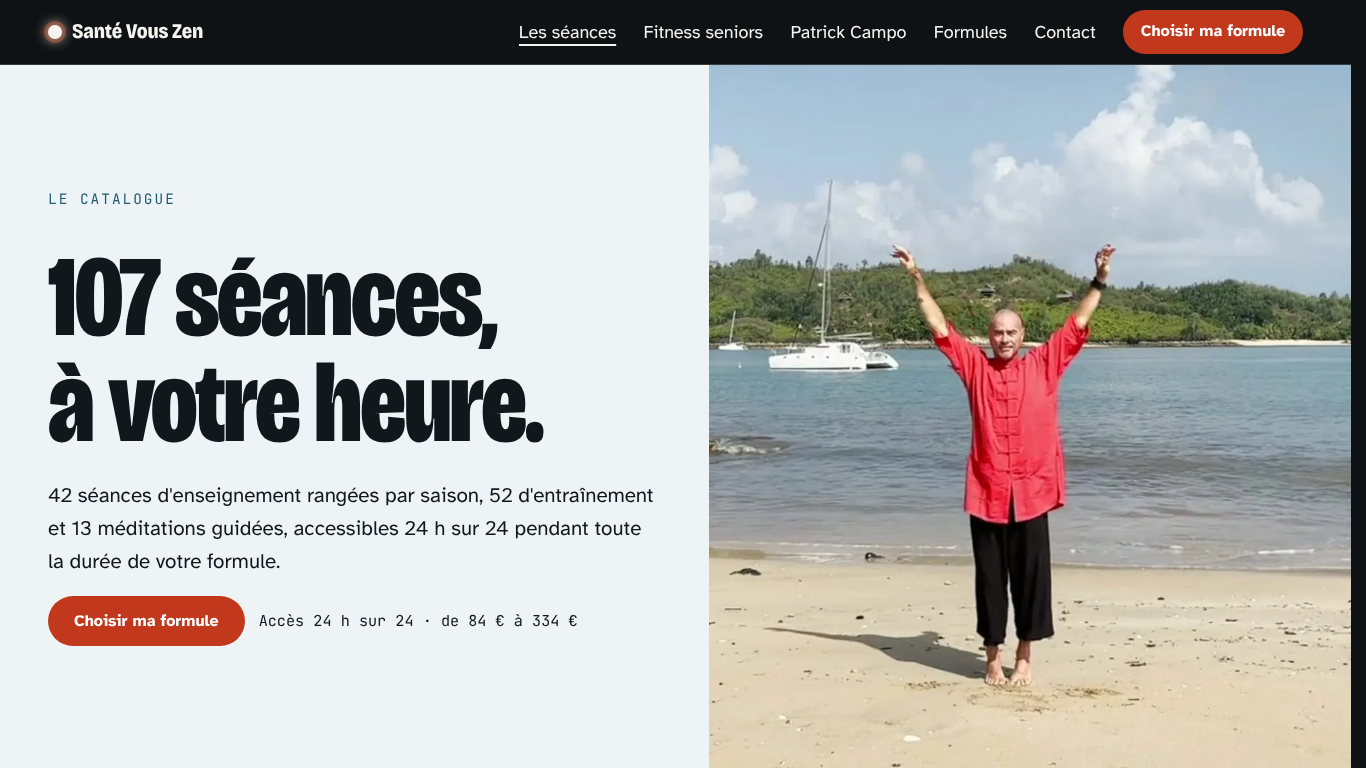 Santé Vous Zen
Les séances
Fitness seniors
Patrick Campo
Formules
Contact
Choisir ma formule
LE CATALOGUE
107 séances,
à votre heure.
42 séances d'enseignement rangées par saison, 52 d'entraînement
et 13 méditations guidées, accessibles 24 h sur 24 pendant toute
la durée de votre formule.
Choisir ma formule
Accès 24 h sur 24 · de 84 € à 334 €